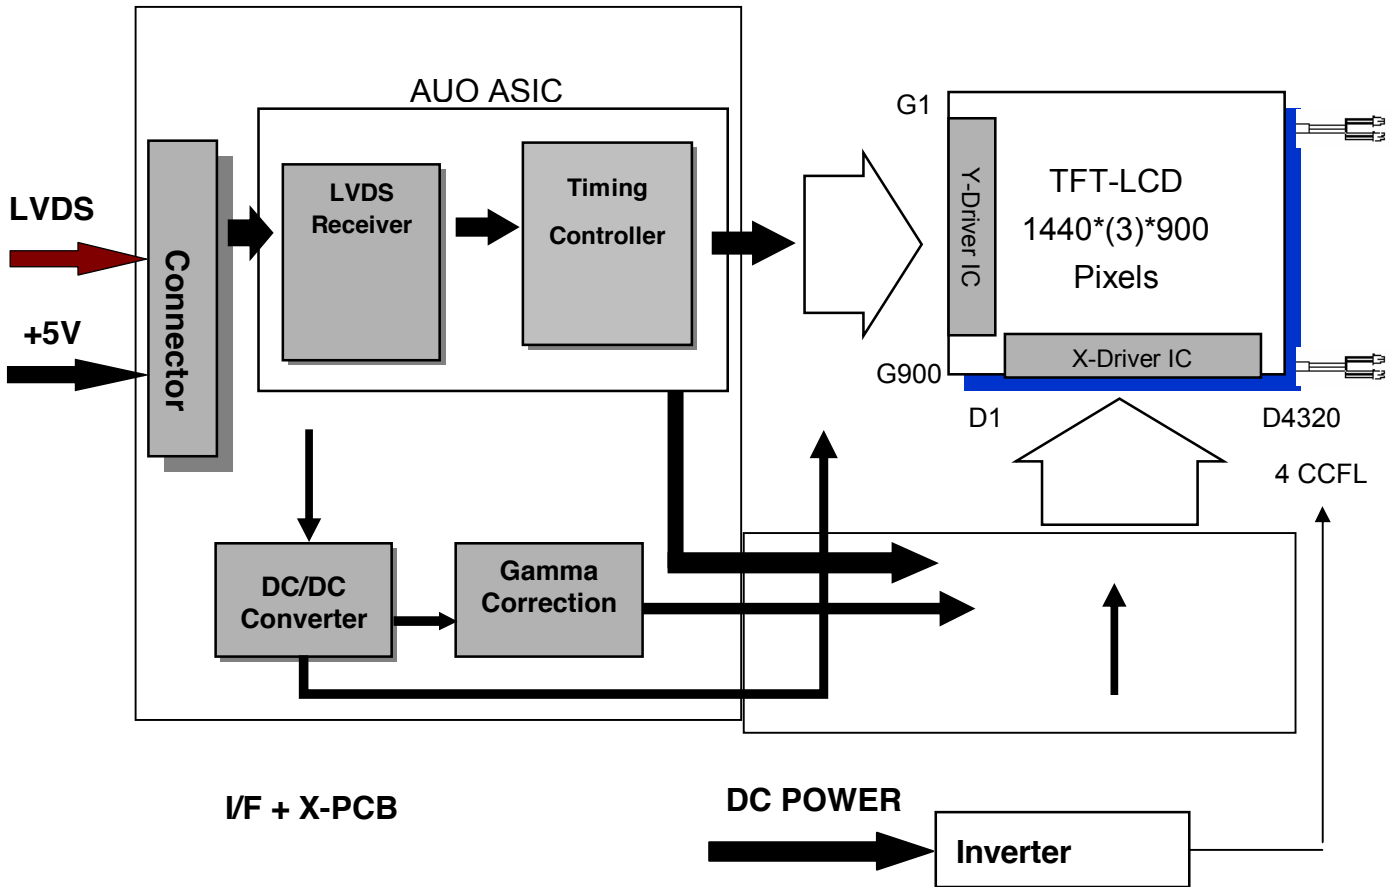 AUO ASIC
LVDS
+5V
Connector
LVDS
Receiver
Timing
Controller
G1
G900
Y-Driver IC
TFT-LCD
1440*(3)*900
Pixels
X-Driver IC
D1
D4320
4 CCFL
DC/DC
Converter
Gamma
Correction
I/F + X-PCB
DC POWER
Inverter